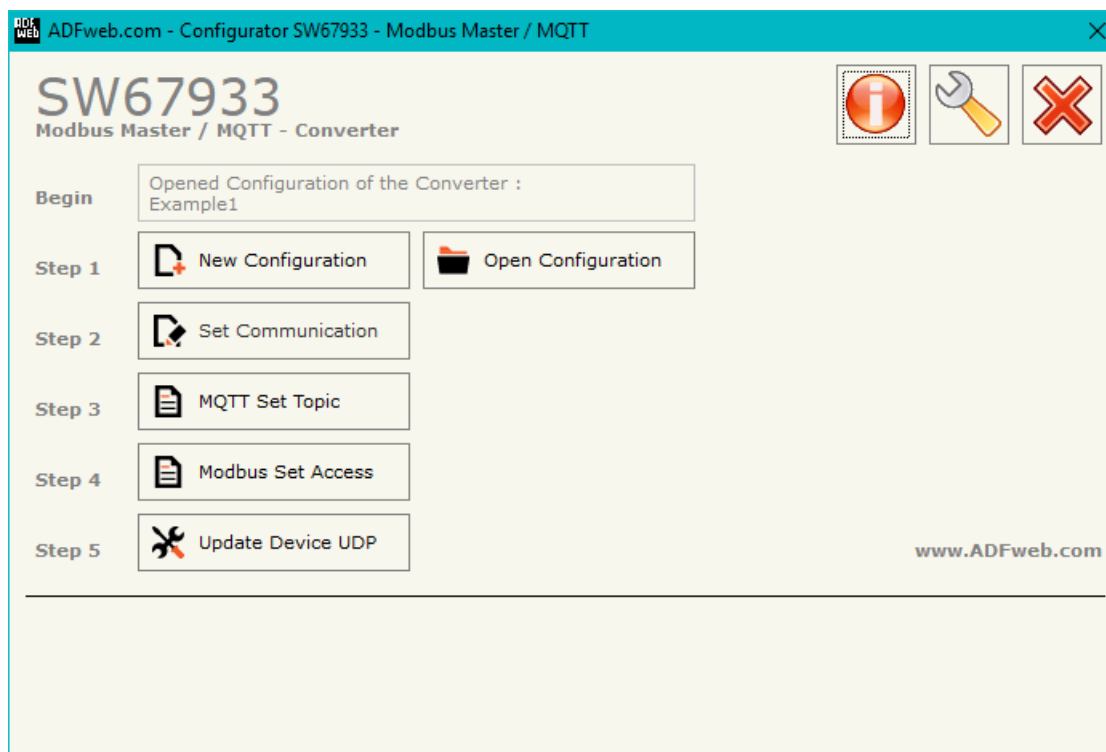 ADF WEB ADFweb.com - Configurator SW67933 - Modbus Master / MQTT
SW67933
Modbus Master / MQTT - Converter
Begin
Opened Configuration of the Converter :
Example1
Step 1 New Configuration Open Configuration
Step 2 Set Communication
Step 3 MQTT Set Topic
Step 4 Modbus Set Access
Step 5 Update Device UDP
www.ADFweb.com